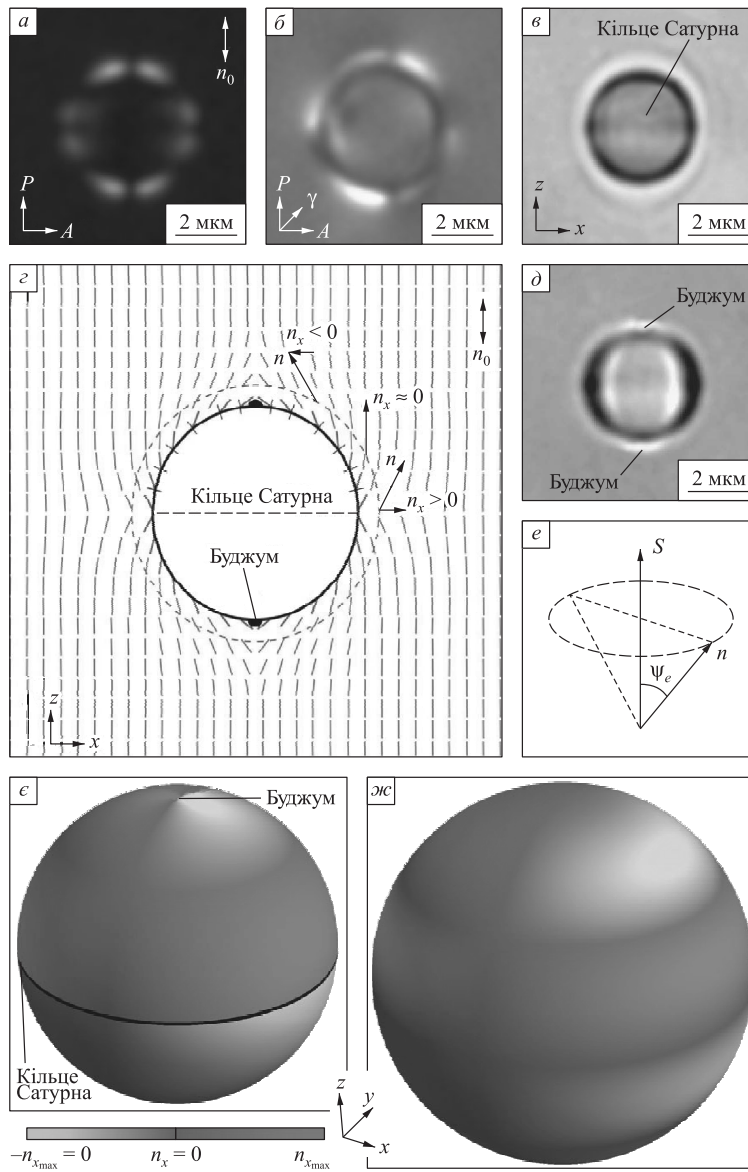 а
n₀
P
A
2 мкм
б
P
γ
A
2 мкм
в
Кільце Сатурна
z
x
2 мкм
г
nₓ < 0
n
n₀
nₓ ≈ 0
n
Кільце Сатурна
nₓ > 0
Буджум
z
x
д
Буджум
Буджум
2 мкм
е
S
n
Ψₑ
є
Буджум
Кільце
Сатурна
−nₓₘₐₓ = 0
nₓ = 0
nₓₘₐₓ
z
y
x
ж